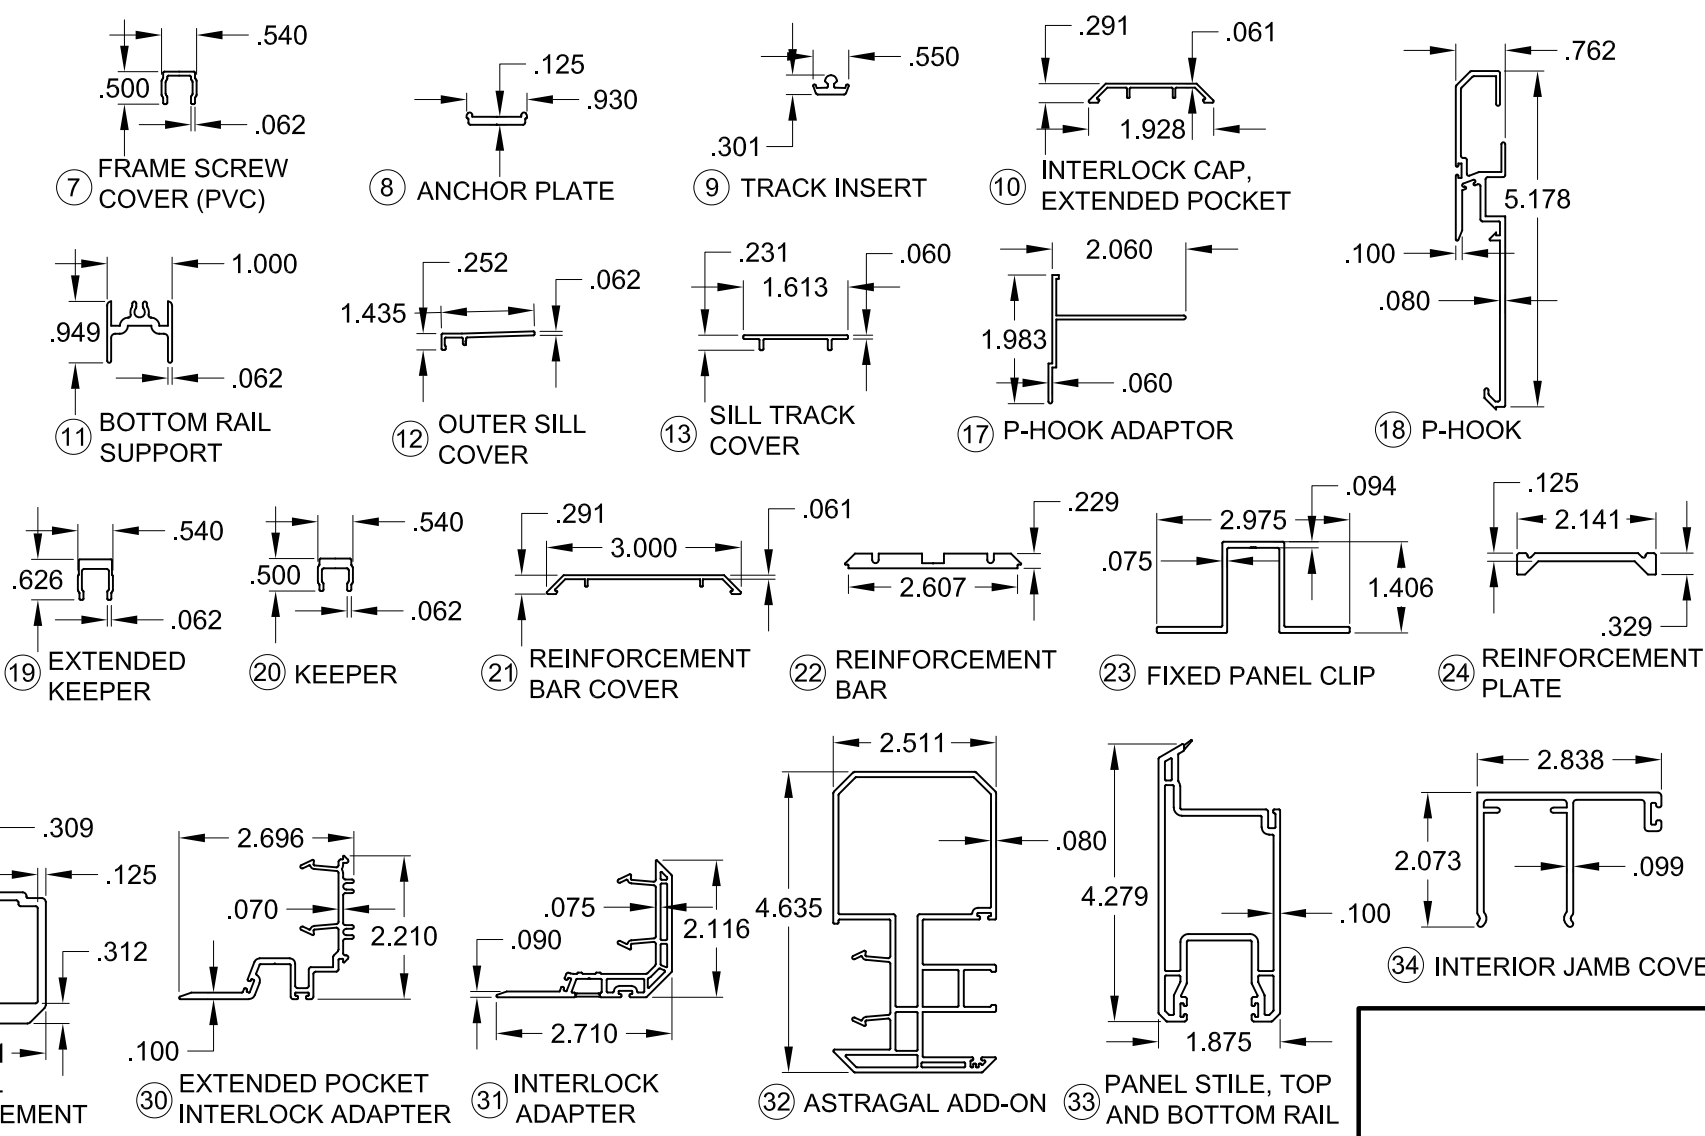 .540
.500
.062
7 FRAME SCREW
COVER (PVC)
.125
.930
8 ANCHOR PLATE
.550
.301
9 TRACK INSERT
.291
.061
1.928
10 INTERLOCK CAP,
EXTENDED POCKET
.762
5.178
.100
.080
18 P-HOOK
1.000
.949
.062
11 BOTTOM RAIL
SUPPORT
.252
.062
1.435
12 OUTER SILL
COVER
.231
.060
1.613
13 SILL TRACK
COVER
2.060
1.983
.060
17 P-HOOK ADAPTOR
.540
.626
.062
19 EXTENDED
KEEPER
.540
.500
.062
20 KEEPER
.291
.061
3.000
21 REINFORCEMENT
BAR COVER
.229
2.607
22 REINFORCEMENT
BAR
.094
2.975
.075
1.406
23 FIXED PANEL CLIP
.125
2.141
.329
24 REINFORCEMENT
PLATE
.309
.125
.312
EMENT
2.696
.070
2.210
.100
30 EXTENDED POCKET
INTERLOCK ADAPTER
.075
.090
2.116
2.710
31 INTERLOCK
ADAPTER
2.511
.080
4.635
32 ASTRAGAL ADD-ON
4.279
.100
1.875
33 PANEL STILE, TOP
AND BOTTOM RAIL
2.838
2.073
.099
34 INTERIOR JAMB COVE